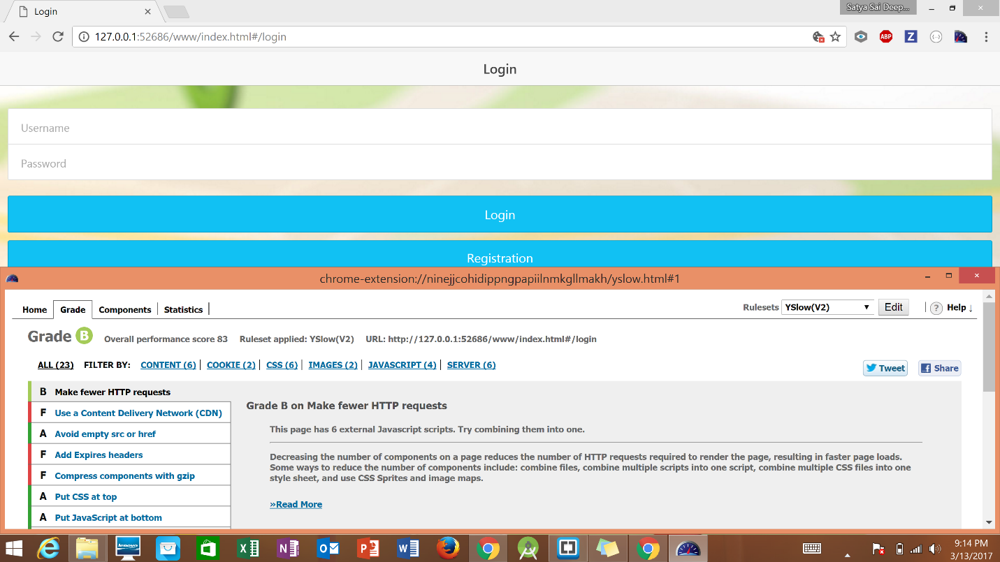 Login
Satya Sai Deep...
127.0.0.1:52686/www/index.html#/login
ABP
Z
Login
Username
Password
Login
Registration
chrome-extension://ninejjcohidippngpapiilnmkgllmakh/yslow.html#1
Home Grade Components Statistics Rulesets YSlow(V2) Edit ? Help ↓
Grade B Overall performance score 83 Ruleset applied: YSlow(V2) URL: http://127.0.0.1:52686/www/index.html#/login
ALL (23) FILTER BY: CONTENT (6) COOKIE (2) CSS (6) IMAGES (2) JAVASCRIPT (4) SERVER (6)
Tweet Share
B Make fewer HTTP requests
F Use a Content Delivery Network (CDN)
A Avoid empty src or href
F Add Expires headers
F Compress components with gzip
A Put CSS at top
A Put JavaScript at bottom
Grade B on Make fewer HTTP requests
This page has 6 external Javascript scripts. Try combining them into one.
Decreasing the number of components on a page reduces the number of HTTP requests required to render the page, resulting in faster page loads.
Some ways to reduce the number of components include: combine files, combine multiple scripts into one script, combine multiple CSS files into one
style sheet, and use CSS Sprites and image maps.
»Read More
lenovo
9:14 PM
3/13/2017